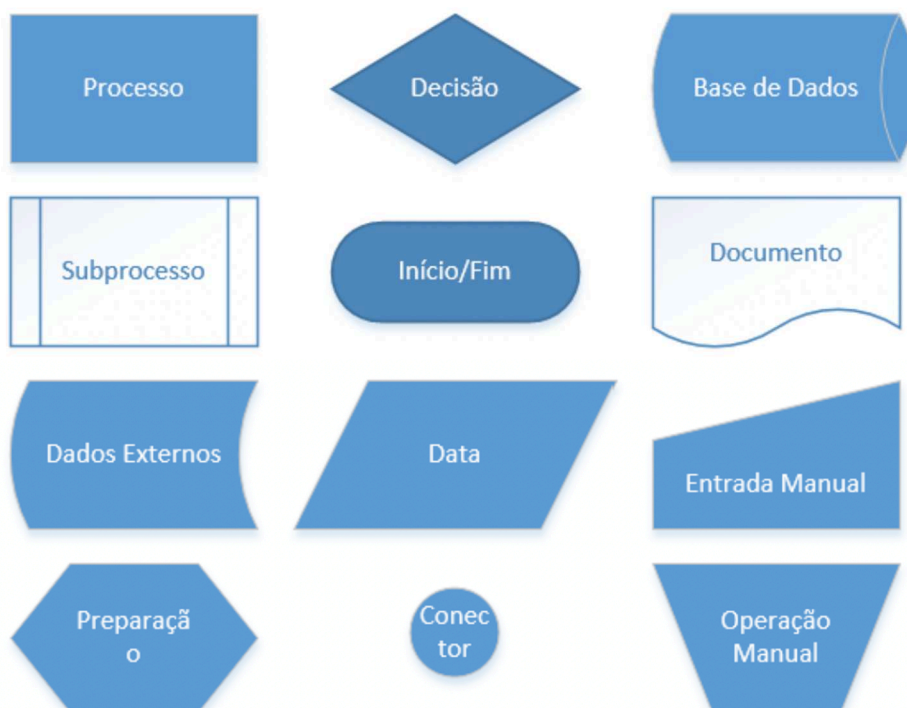 Processo
Decisão
Base de Dados
Subprocesso
Início/Fim
Documento
Dados Externos
Data
Entrada Manual
Preparaçã
o
Conec
tor
Operação
Manual